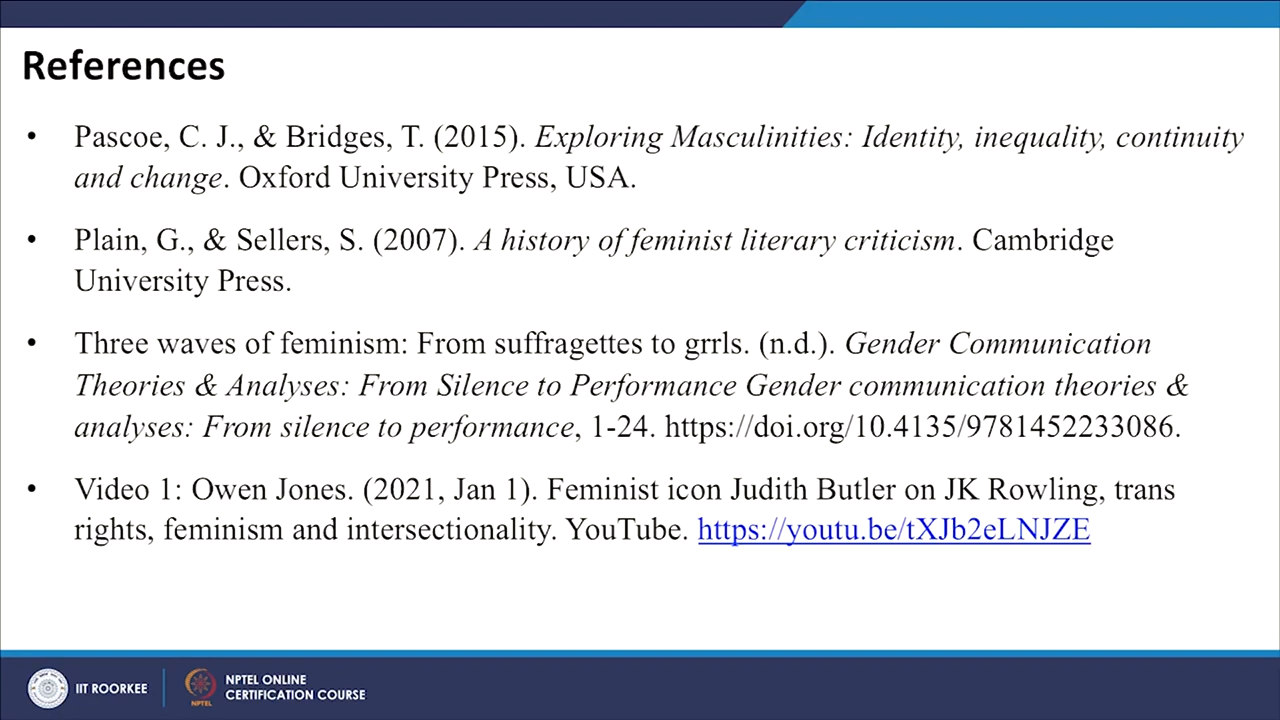 References
• Pascoe, C. J., & Bridges, T. (2015). Exploring Masculinities: Identity, inequality, continuity
and change. Oxford University Press, USA.
• Plain, G., & Sellers, S. (2007). A history of feminist literary criticism. Cambridge
University Press.
• Three waves of feminism: From suffragettes to grrls. (n.d.). Gender Communication
Theories & Analyses: From Silence to Performance Gender communication theories &
analyses: From silence to performance, 1-24. https://doi.org/10.4135/9781452233086.
• Video 1: Owen Jones. (2021, Jan 1). Feminist icon Judith Butler on JK Rowling, trans
rights, feminism and intersectionality. YouTube. https://youtu.be/tXJb2eLNJZE
IIT ROORKEE
NPTEL
NPTEL ONLINE
CERTIFICATION COURSE